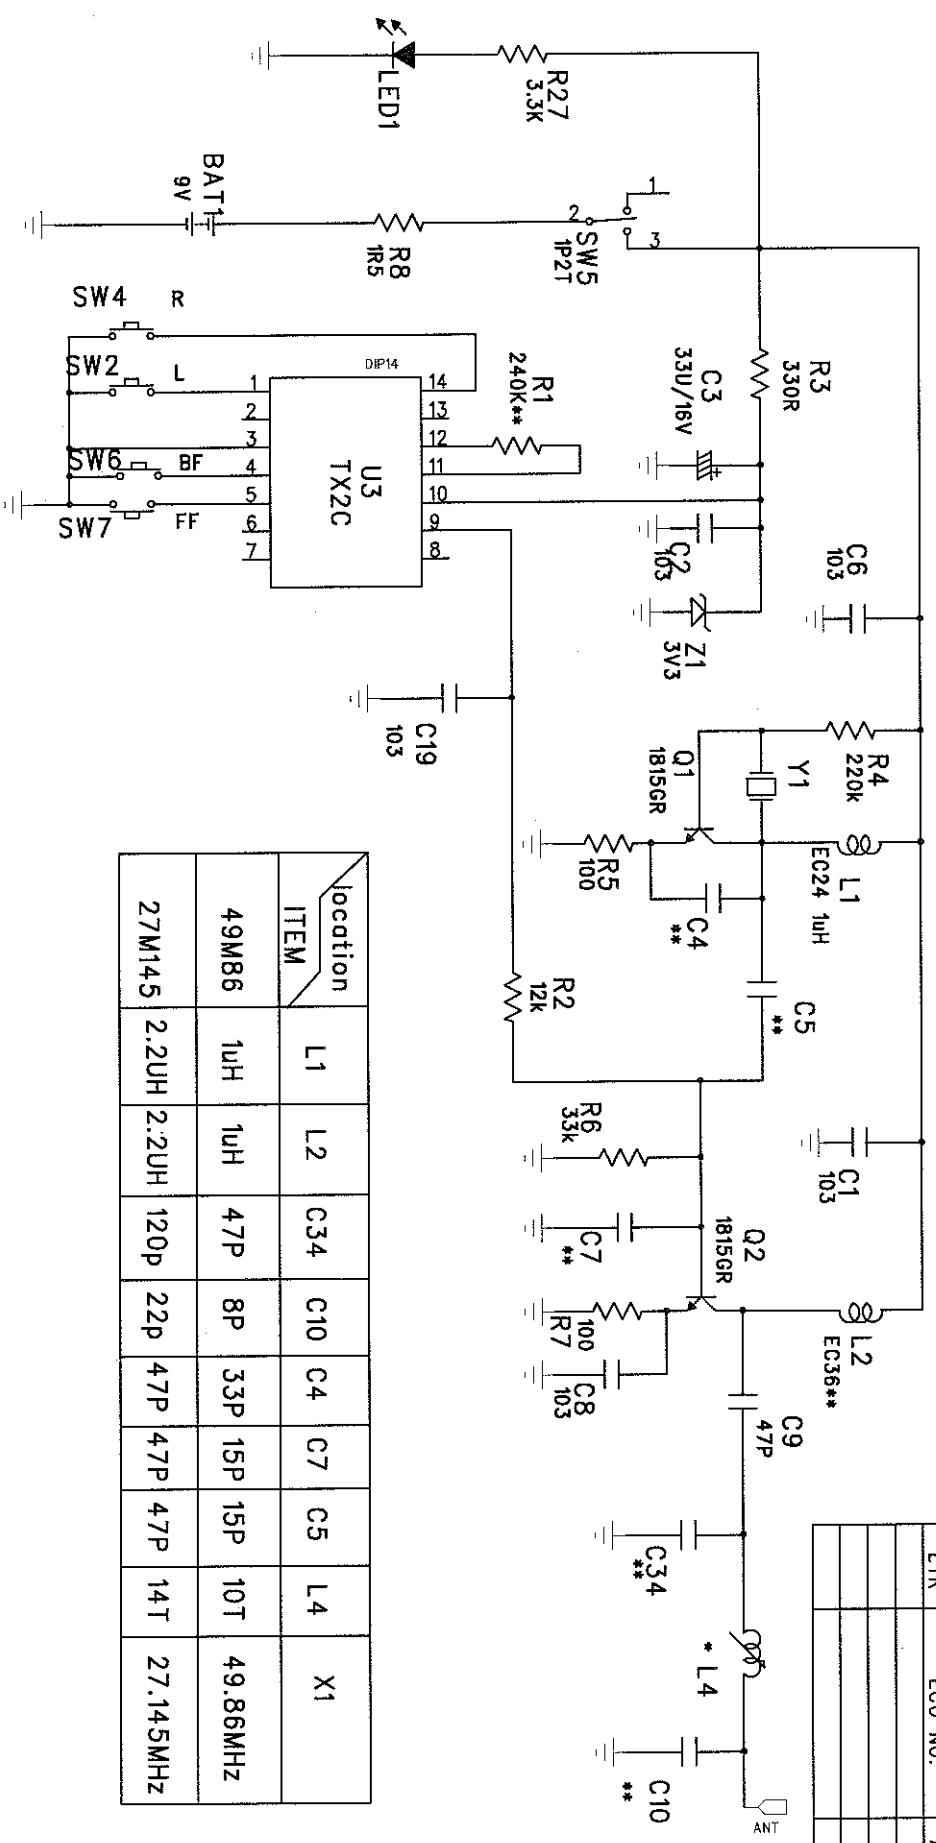 LED1
R27
3.3K
BAT1
9V
R8
1R5
1
2
3
SW5
1P2T
SW4
R
SW2
L
SW6
BF
SW7
FF
DIP14
1
2
3
4
5
6
7
14
13
12
11
10
9
8
U3
TX2C
R1
240K**
C3
33U/16V
+
R3
330R
C2
103
Z1
3V3
C6
103
C19
103
Q1
1815GR
Y1
R4
220k
L1
EC24 1uH
R5
100
C4
**
C5
**
R2
12k
R6
33k
C7
**
C1
103
Q2
1815GR
R7
100
C8
103
L2
EC36**
C9
47P
C34
**
* L4
C10
**
ANT
location
ITEM
L1
L2
C34
C10
C4
C7
C5
L4
X1
49M86
1uH
1uH
47P
8P
33P
15P
15P
10T
49.86MHz
27M145
2.2UH
2.2UH
120p
22p
47P
47P
47P
14T
27.145MHz